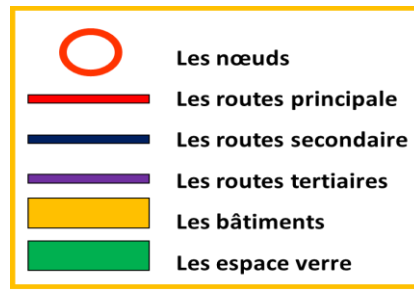 Les nœuds
Les routes principale
Les routes secondaire
Les routes tertiaires
Les bâtiments
Les espace verre